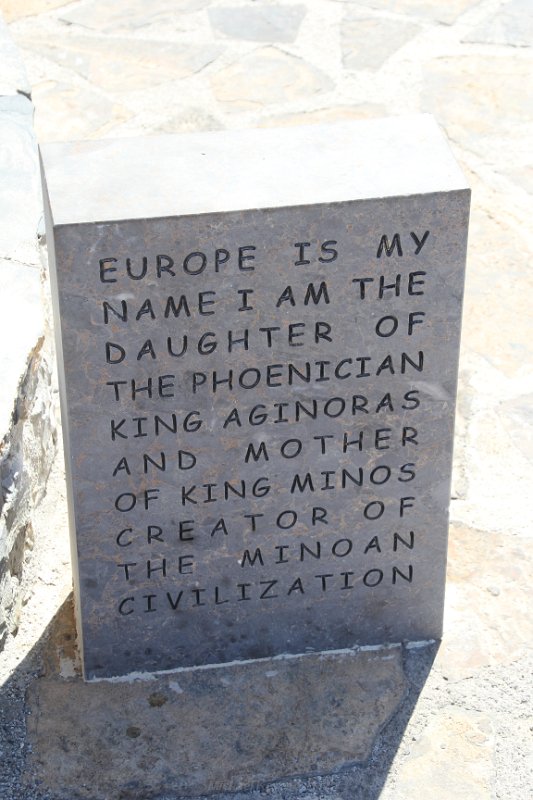 EUROPE IS MY
NAME I AM THE
DAUGHTER OF
THE PHOENICIAN
KING AGINORAS
AND MOTHER
OF KING MINOS
CREATOR OF
THE MINOAN
CIVILIZATION